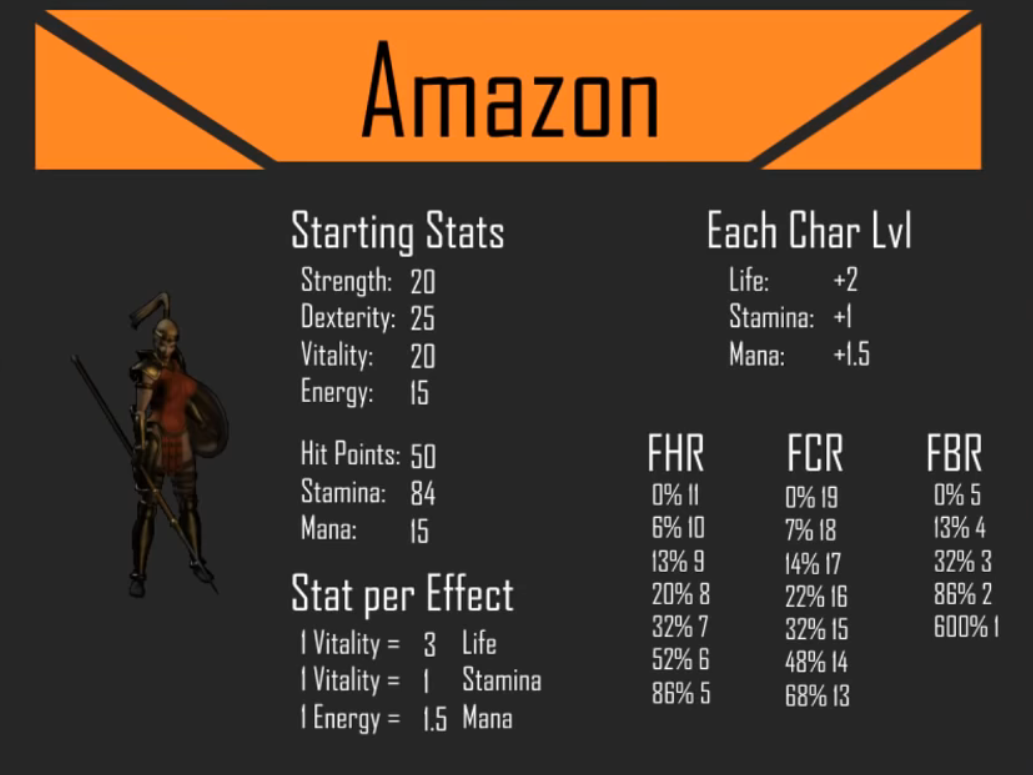 Amazon
Starting Stats
Strength: 20
Dexterity: 25
Vitality: 20
Energy: 15
Hit Points: 50
Stamina: 84
Mana: 15
Stat per Effect
1 Vitality = 3 Life
1 Vitality = 1 Stamina
1 Energy = 1.5 Mana
Each Char Lvl
Life: +2
Stamina: +1
Mana: +1.5
FHR
0% 11
6% 10
13% 9
20% 8
32% 7
52% 6
86% 5
FCR
0% 19
7% 18
14% 17
22% 16
32% 15
48% 14
68% 13
FBR
0% 5
13% 4
32% 3
86% 2
600% 1